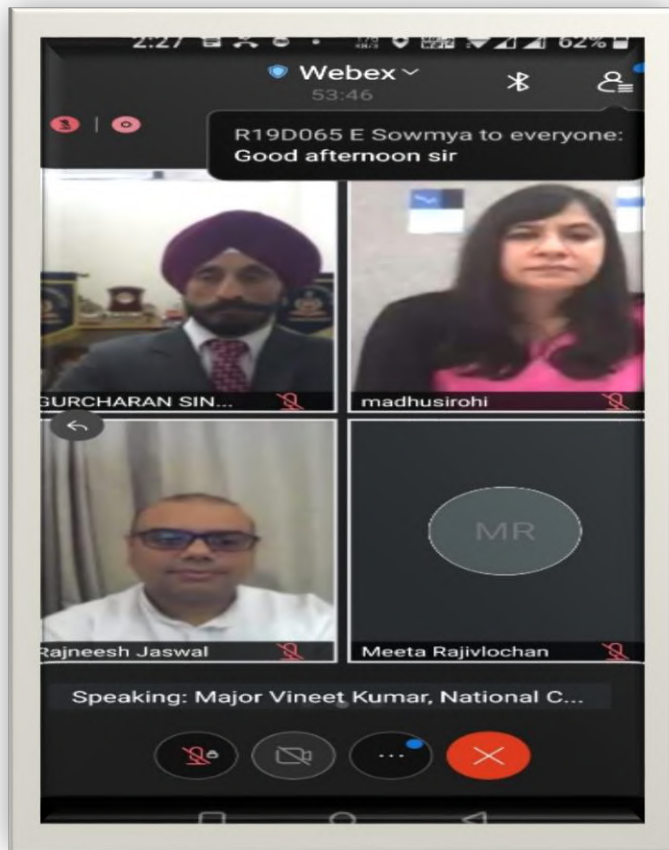 2:27 62%
Webex
53:46
R19D065 E Sowmya to everyone:
Good afternoon sir
GURCHARAN SIN...
madhusirohi
Rajneesh Jaswal
MR
Meeta Rajivlochan
Speaking: Major Vineet Kumar, National C...